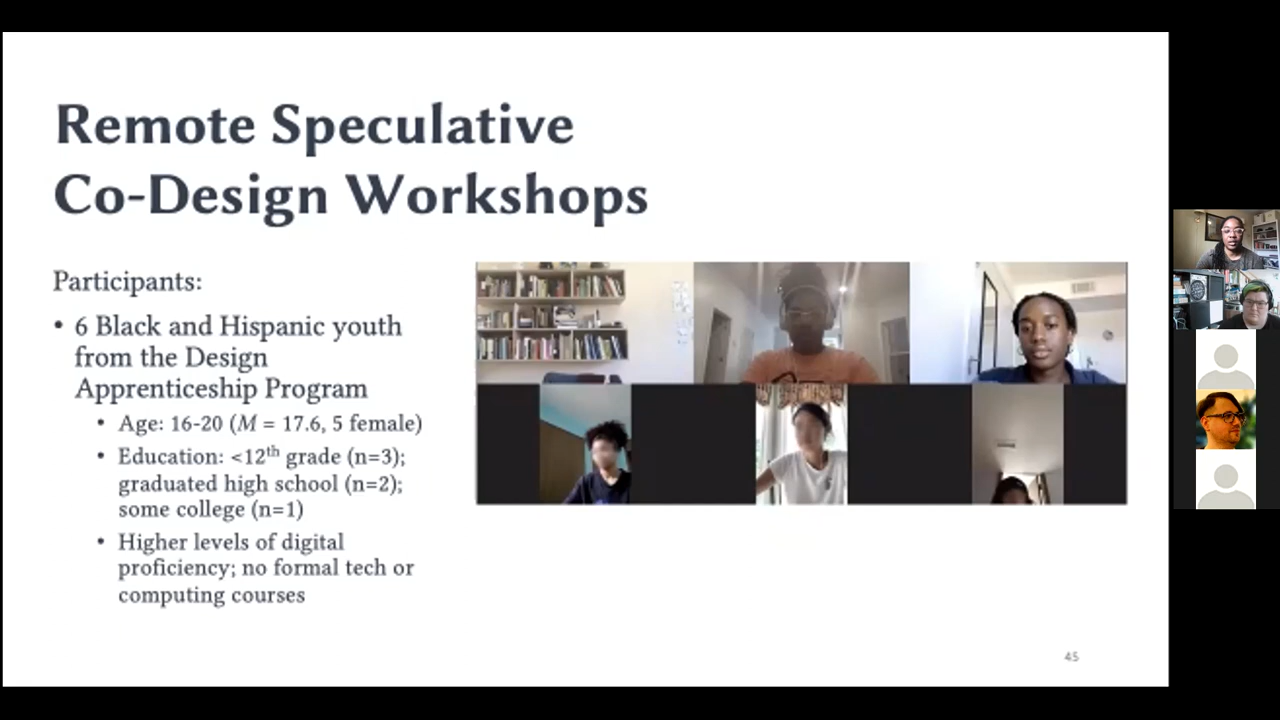 Remote Speculative
Co-Design Workshops
Participants:
• 6 Black and Hispanic youth
from the Design
Apprenticeship Program
• Age: 16-20 (M = 17.6, 5 female)
• Education: <12th grade (n=3);
graduated high school (n=2);
some college (n=1)
• Higher levels of digital
proficiency; no formal tech or
computing courses
45